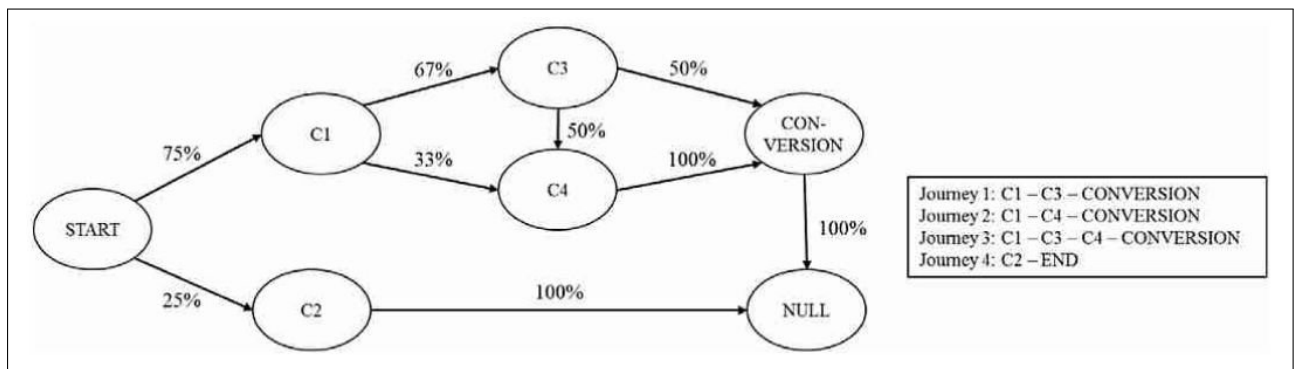 67%
C3
50%
C1
50%
CON-
VERSION
75%
33%
C4
100%
START
100%
25%
C2
100%
NULL
Journey 1: C1 – C3 – CONVERSION
Journey 2: C1 – C4 – CONVERSION
Journey 3: C1 – C3 – C4 – CONVERSION
Journey 4: C2 – END